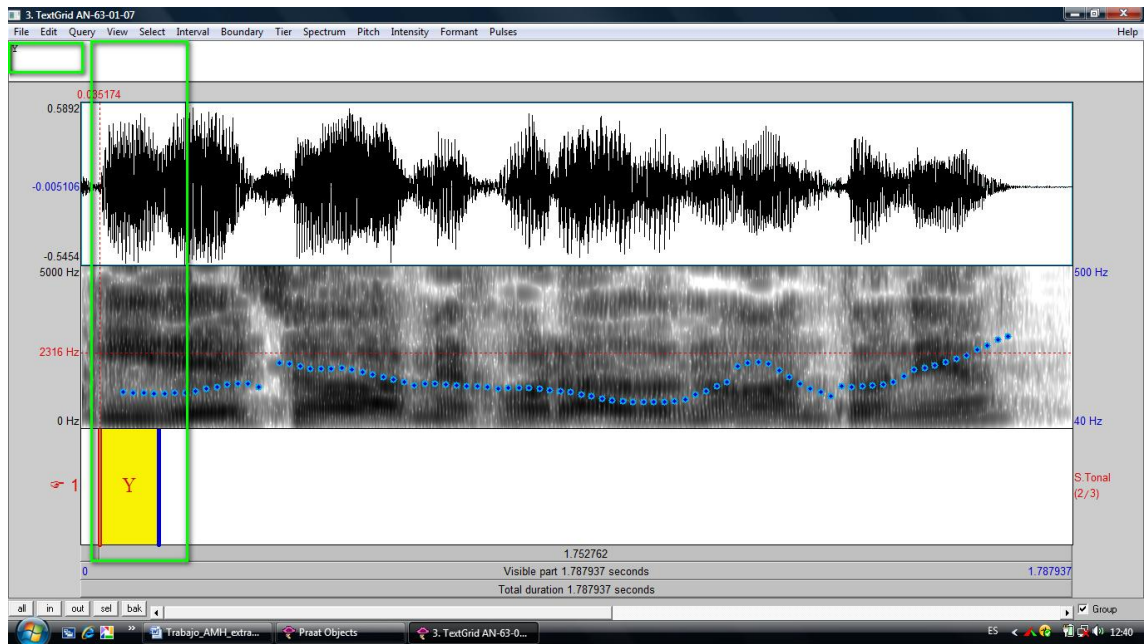 3. TextGrid AN-63-01-07
File Edit Query View Select Interval Boundary Tier Spectrum Pitch Intensity Formant Pulses Help
Y
0.035174
0.5892
-0.005106
-0.5454
5000 Hz 500 Hz
2316 Hz
0 Hz 40 Hz
1 Y S.Tonal
(2/3)
1.752762
0 Visible part 1.787937 seconds 1.787937
Total duration 1.787937 seconds
all in out sel bak Group
Trabajo_AMH_extra... Praat Objects 3. TextGrid AN-63-0... ES 12:40